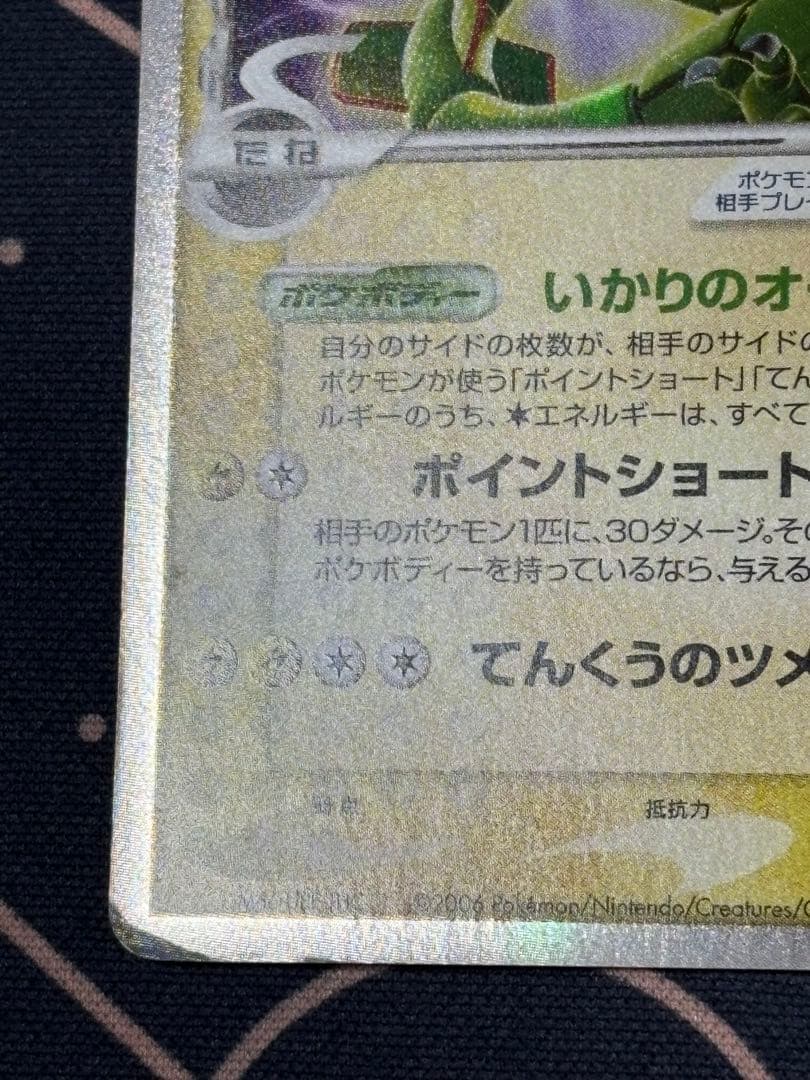 たね
ポケモン
相手プレー
ポケボディー いかりのオー
自分のサイドの枚数が、相手のサイドの
ポケモンが使う「ポイントショート」「てん
ルギーのうち、エネルギーは、すべて
ポイントショート
相手のポケモン1匹に、30ダメージ。その
ポケボディーを持っているなら、与える
てんくうのツメ
弱点 抵抗力
©2006 Pokémon/Nintendo/Creatures/G